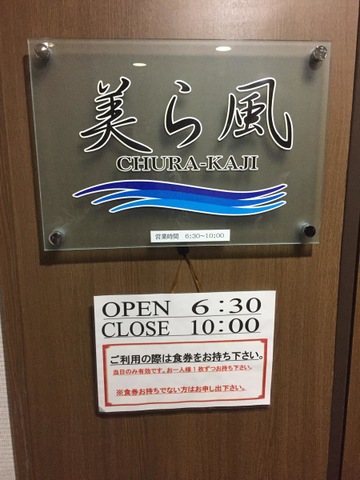 美ら風
CHURA-KAJI
営業時間 6:30~10:00
OPEN 6:30
CLOSE 10:00
ご利用の際は食券をお持ち下さい。
当日のみ有効です。お一人様1枚ずつお持ち下さい。
※食券お持ちでない方はお申し出下さい。